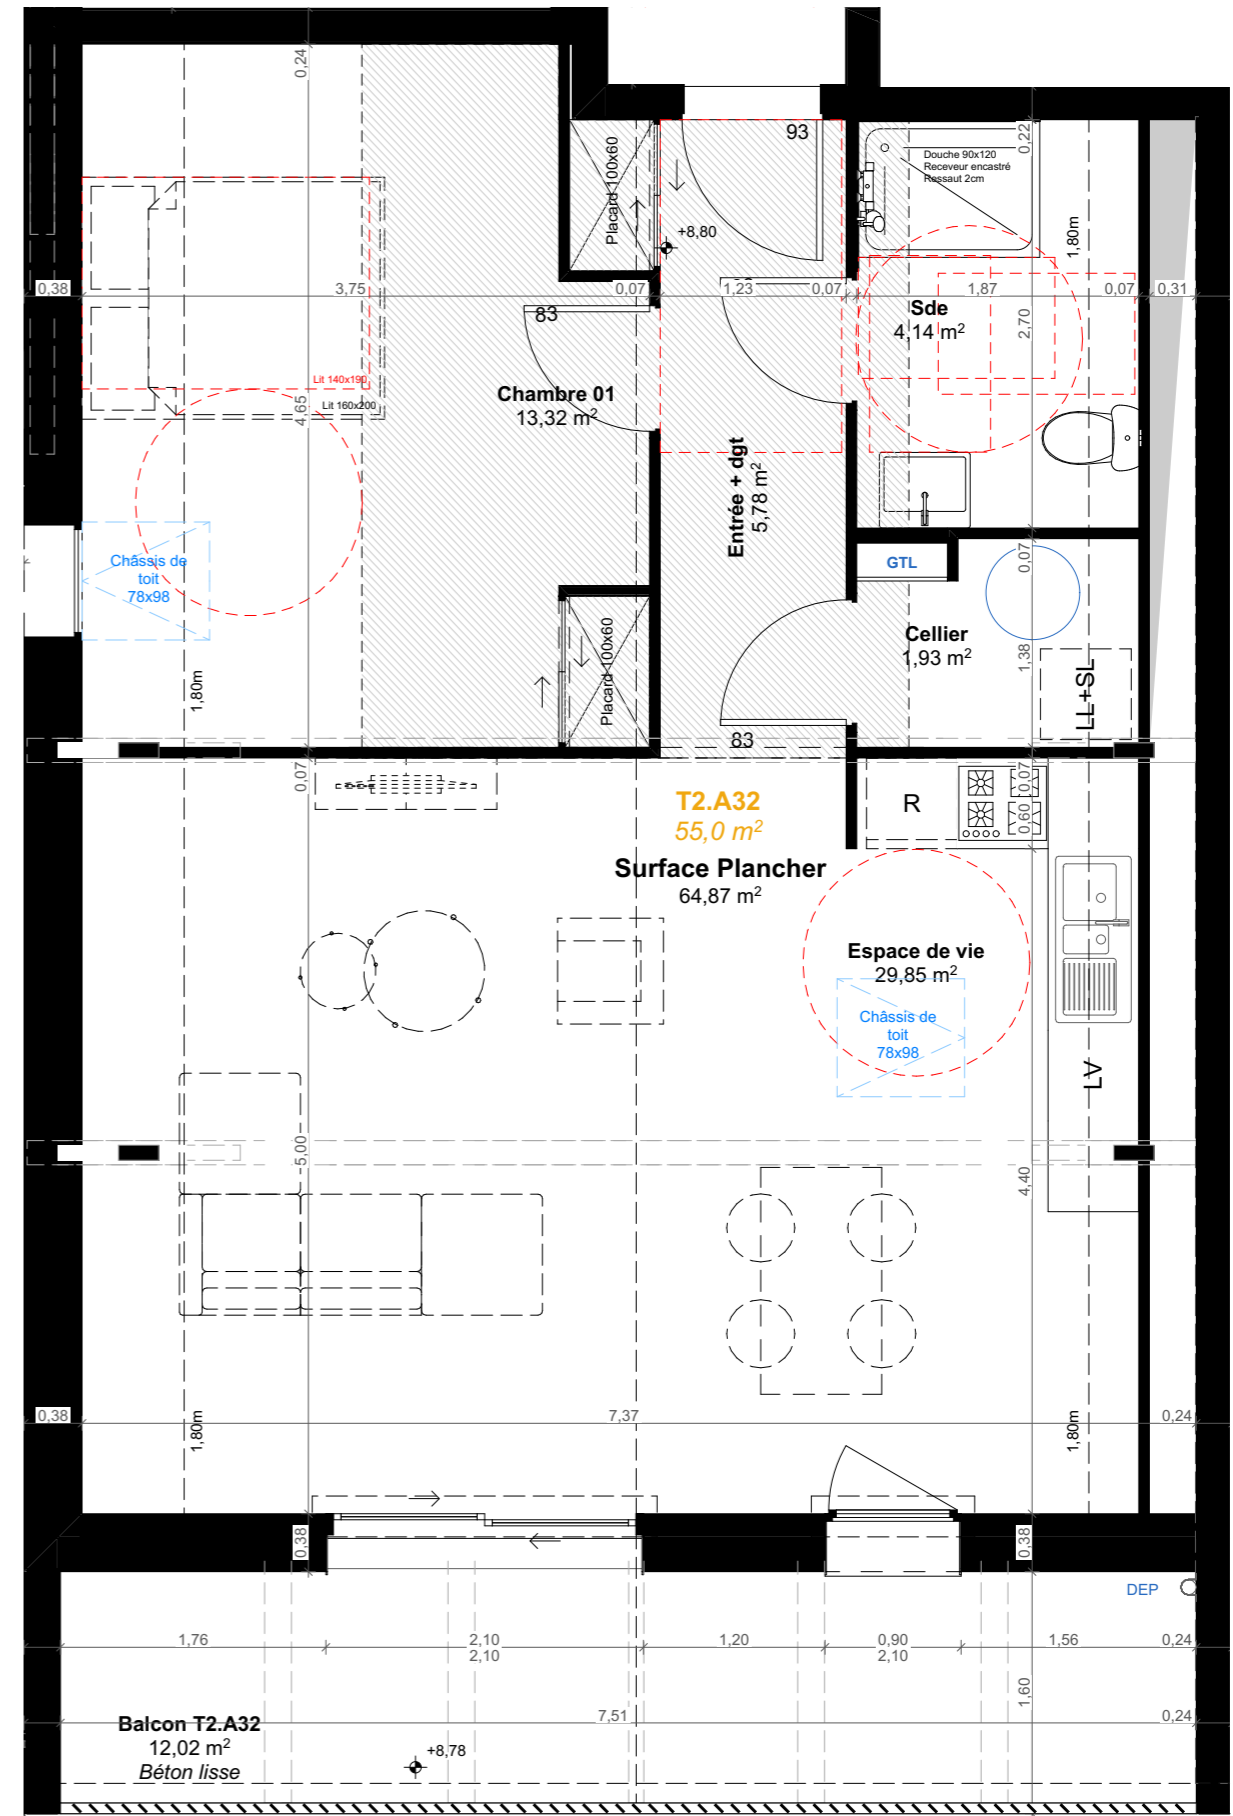 0,24
93
Placard 100x60
0,22
Douche 90x120
Receveur encastré
Ressaut 2cm
1,80m
+8,80
0,38
3,75
0,07
1,23
0,07
1,87
0,07
0,31
83
Sde
4,14 m²
2,70
Lit 140x190
Lit 160x200
4,65
Chambre 01
13,32 m²
Entrée + dgt
5,78 m²
Châssis de
toit
78x98
GTL
0,07
Cellier
1,93 m²
1,38
Placard 100x60
LL+SL
1,80m
83
0,07
0,07
T2.A32
55,0 m²
R
0,60
Surface Plancher
64,87 m²
Espace de vie
29,85 m²
Châssis de
toit
78x98
LV
5,00
4,40
0,38
7,37
0,24
1,80m
1,80m
0,38
0,38
DEP
1,76
2,10
2,10
1,20
0,90
2,10
1,56
0,24
1,60
7,51
0,24
Balcon T2.A32
12,02 m²
Béton lisse
+8,78